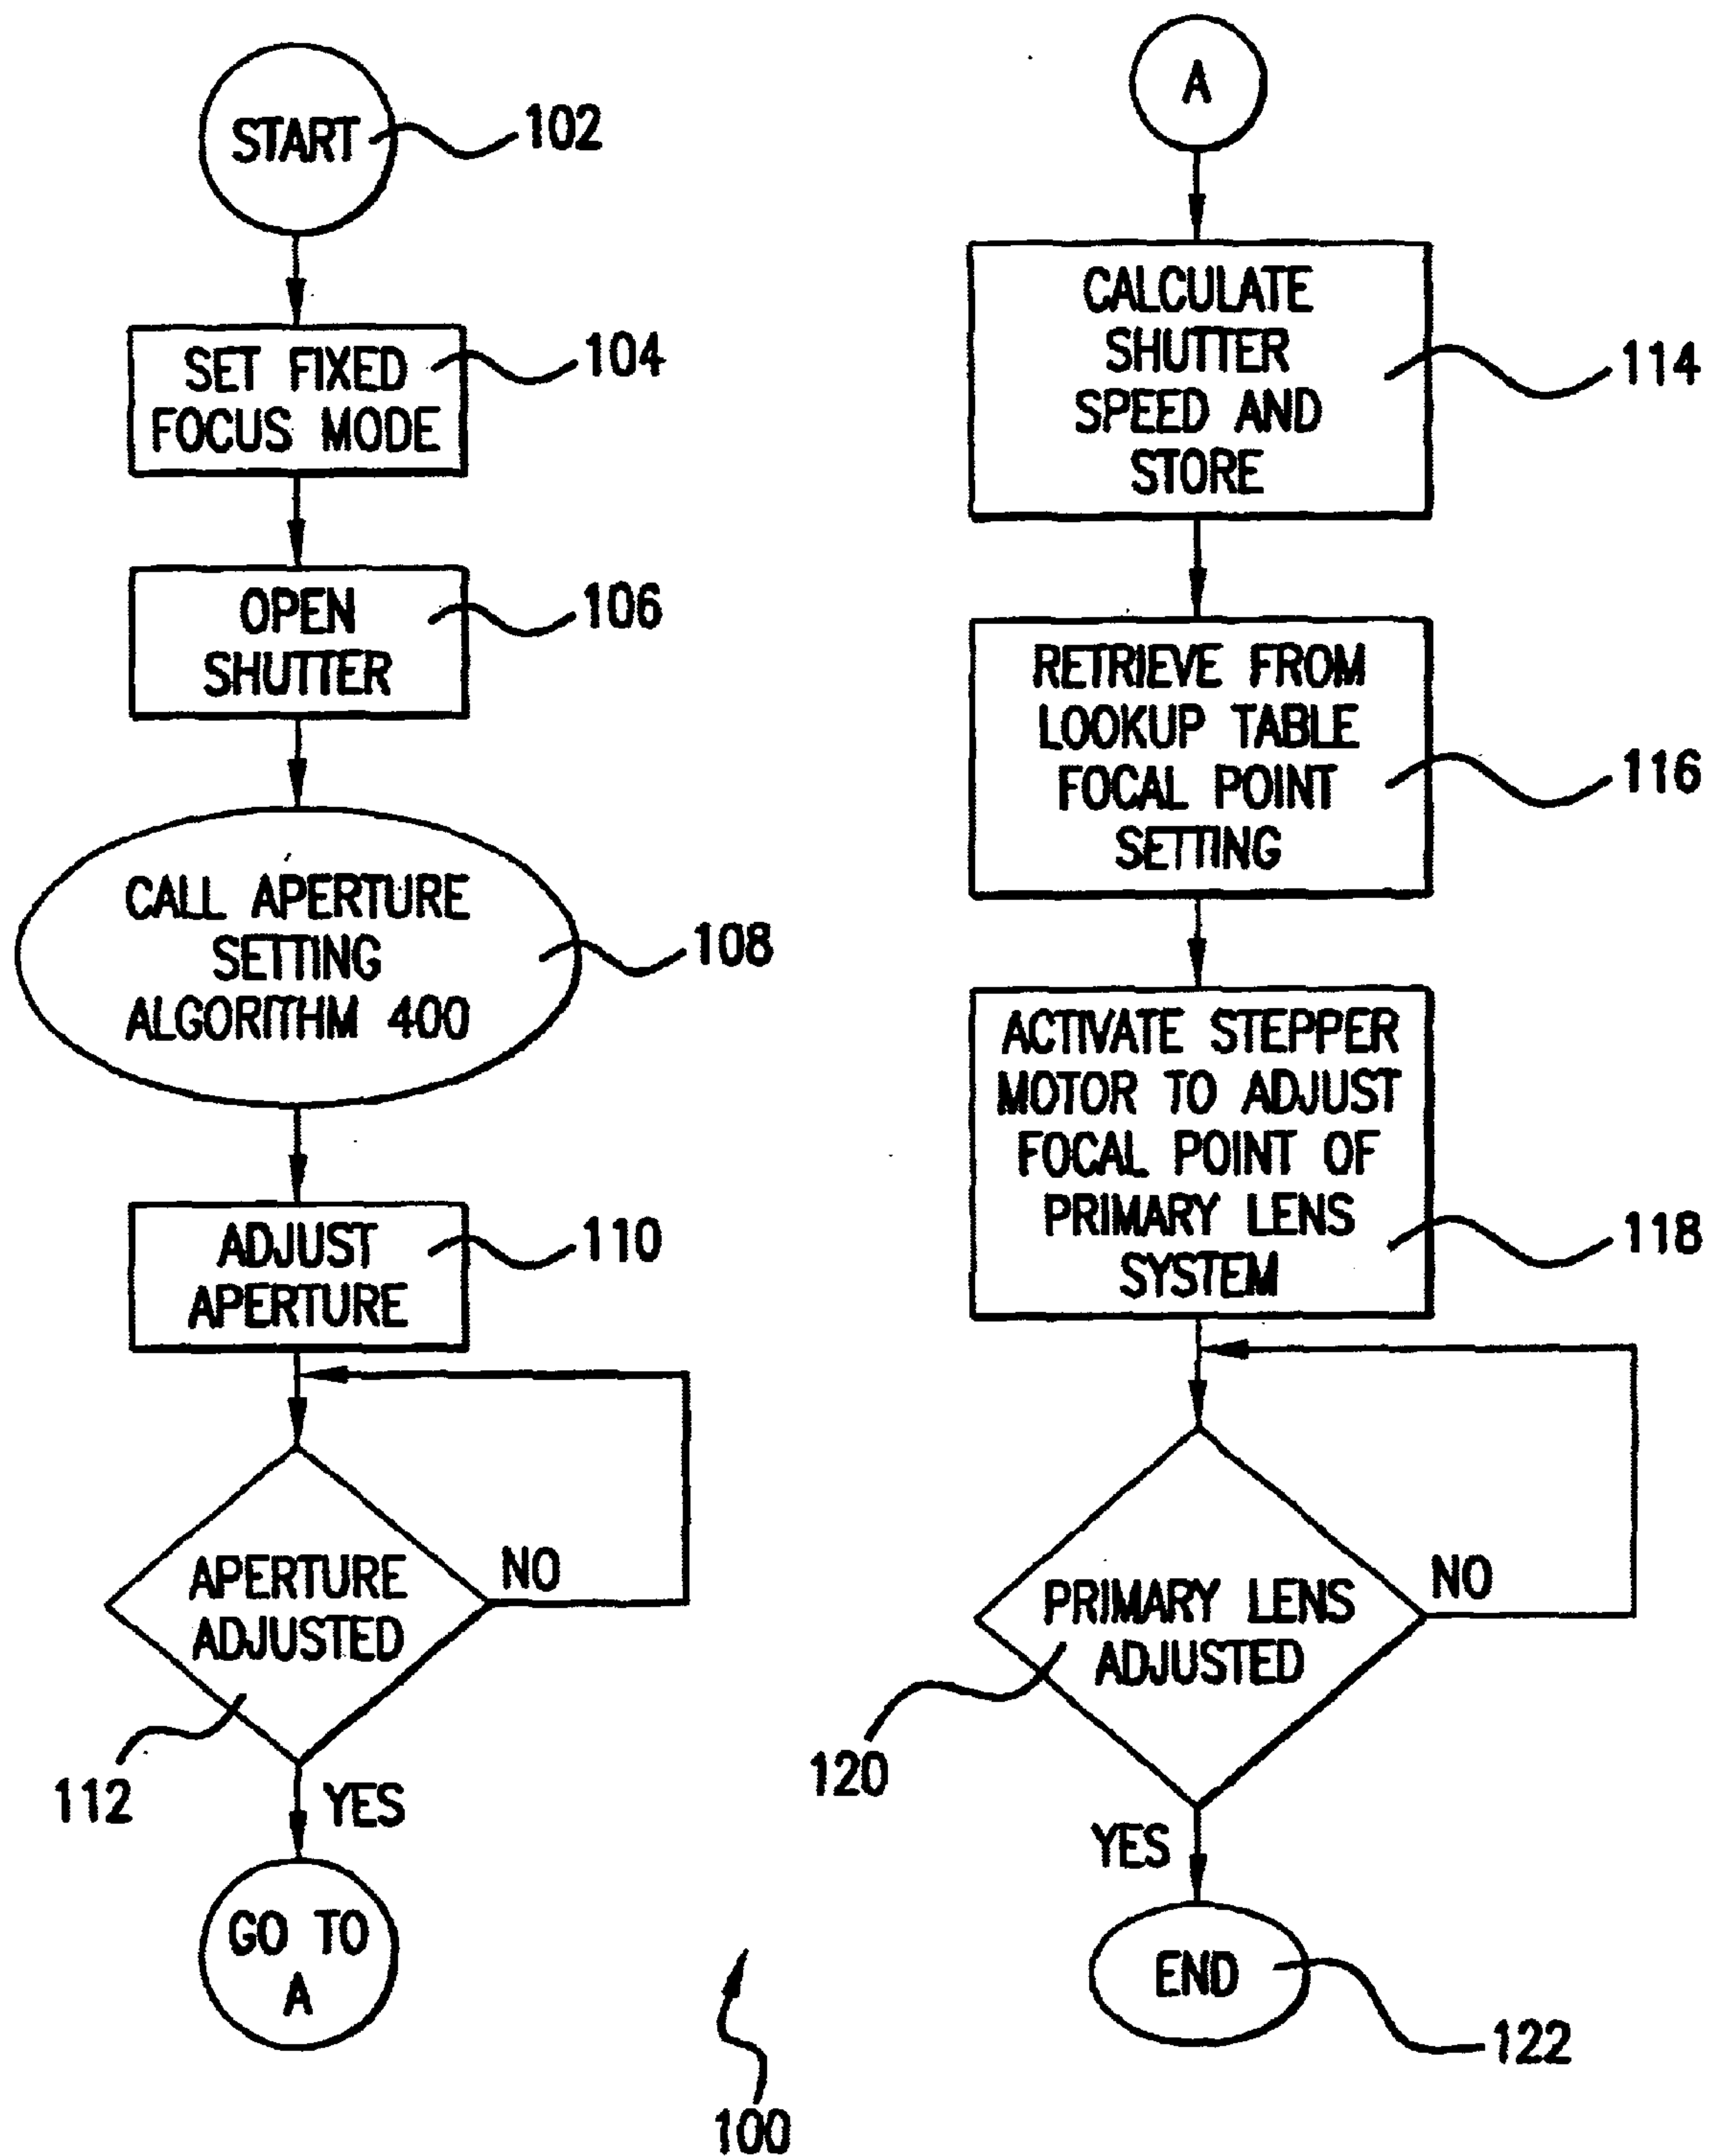 START
102
SET FIXED
FOCUS MODE
104
OPEN
SHUTTER
106
CALL APERTURE
SETTING
ALGORITHM 400
108
ADJUST
APERTURE
110
APERTURE
ADJUSTED
NO
112
YES
GO TO
A
A
CALCULATE
SHUTTER
SPEED AND
STORE
114
RETRIEVE FROM
LOOKUP TABLE
FOCAL POINT
SETTING
116
ACTIVATE STEPPER
MOTOR TO ADJUST
FOCAL POINT OF
PRIMARY LENS
SYSTEM
118
PRIMARY LENS
ADJUSTED
NO
120
YES
END
122
100